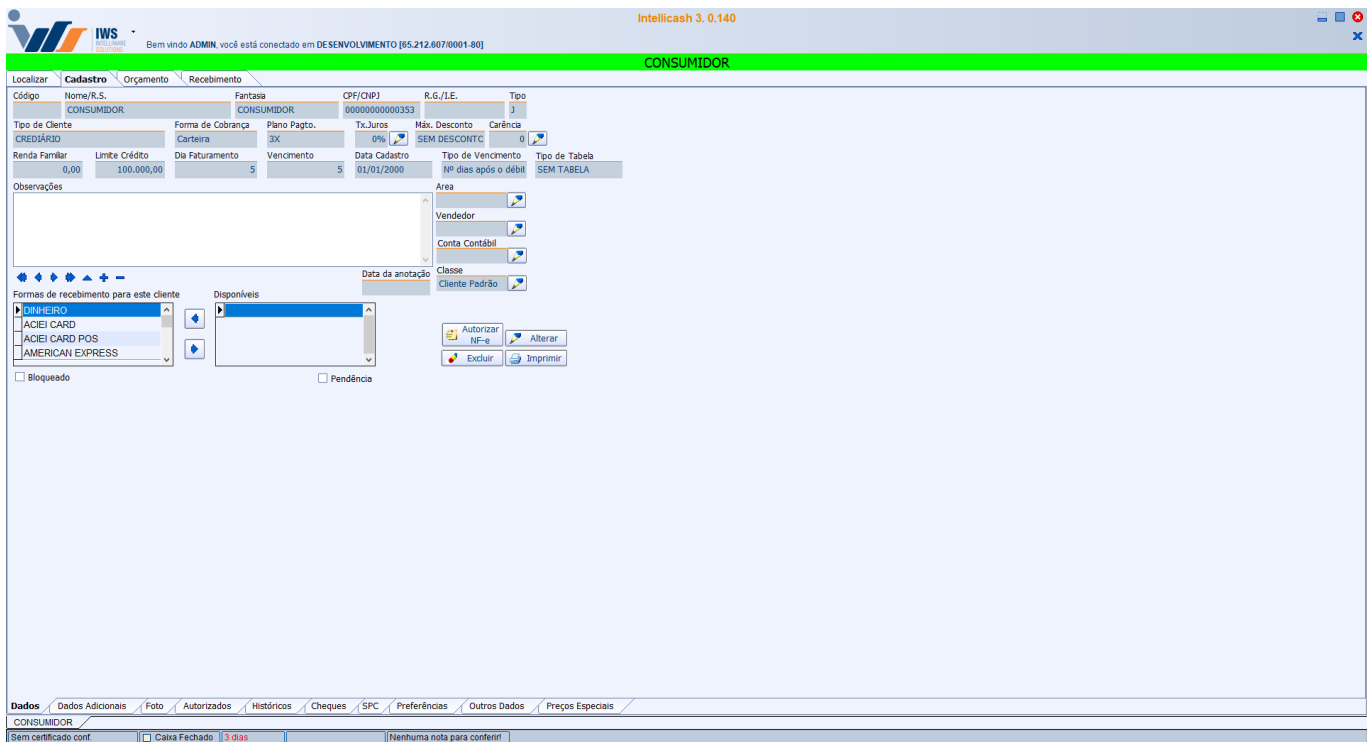 Intellicash 3. 0.140
IWS
INTELLIWARE
SOLUTIONS
Bem vindo ADMIN, você está conectado em DESENVOLVIMENTO [65.212.607/0001-80]
CONSUMIDOR
Localizar Cadastro Orçamento Recebimento
Código Nome/R.S. Fantasia CPF/CNPJ R.G./I.E. Tipo
CONSUMIDOR CONSUMIDOR 00000000000353 J
Tipo de Cliente Forma de Cobrança Plano Pagto. Tx.Juros Máx. Desconto Carência
CREDIÁRIO Carteira 3X 0% SEM DESCONTC 0
Renda Familar Limite Crédito Dia Faturamento Vencimento Data Cadastro Tipo de Vencimento Tipo de Tabela
0,00 100.000,00 5 5 01/01/2000 Nº dias após o débit SEM TABELA
Observações Area
Vendedor
Conta Contábil
Data da anotação Classe
Cliente Padrão
Formas de recebimento para este cliente Disponíveis
DINHEIRO
ACIEI CARD
ACIEI CARD POS
AMERICAN EXPRESS
Autorizar NF-e Alterar
Excluir Imprimir
Bloqueado Pendência
Dados Dados Adicionais Foto Autorizados Históricos Cheques SPC Preferências Outros Dados Preços Especiais
CONSUMIDOR
Sem certificado conf. Caixa Fechado 3 dias Nenhuma nota para conferir!